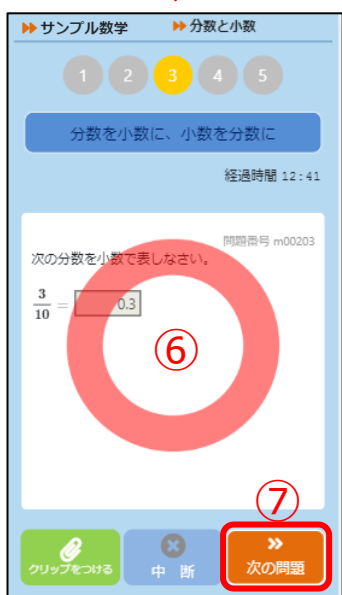 サンプル数学 分数と小数
1 2 3 4 5
分数を小数に、小数を分数に
経過時間 12:41
問題番号 m00203
次の分数を小数で表しなさい。
3/10 = 0.3
⑥
⑦
クリップをつける 中 断 次の問題